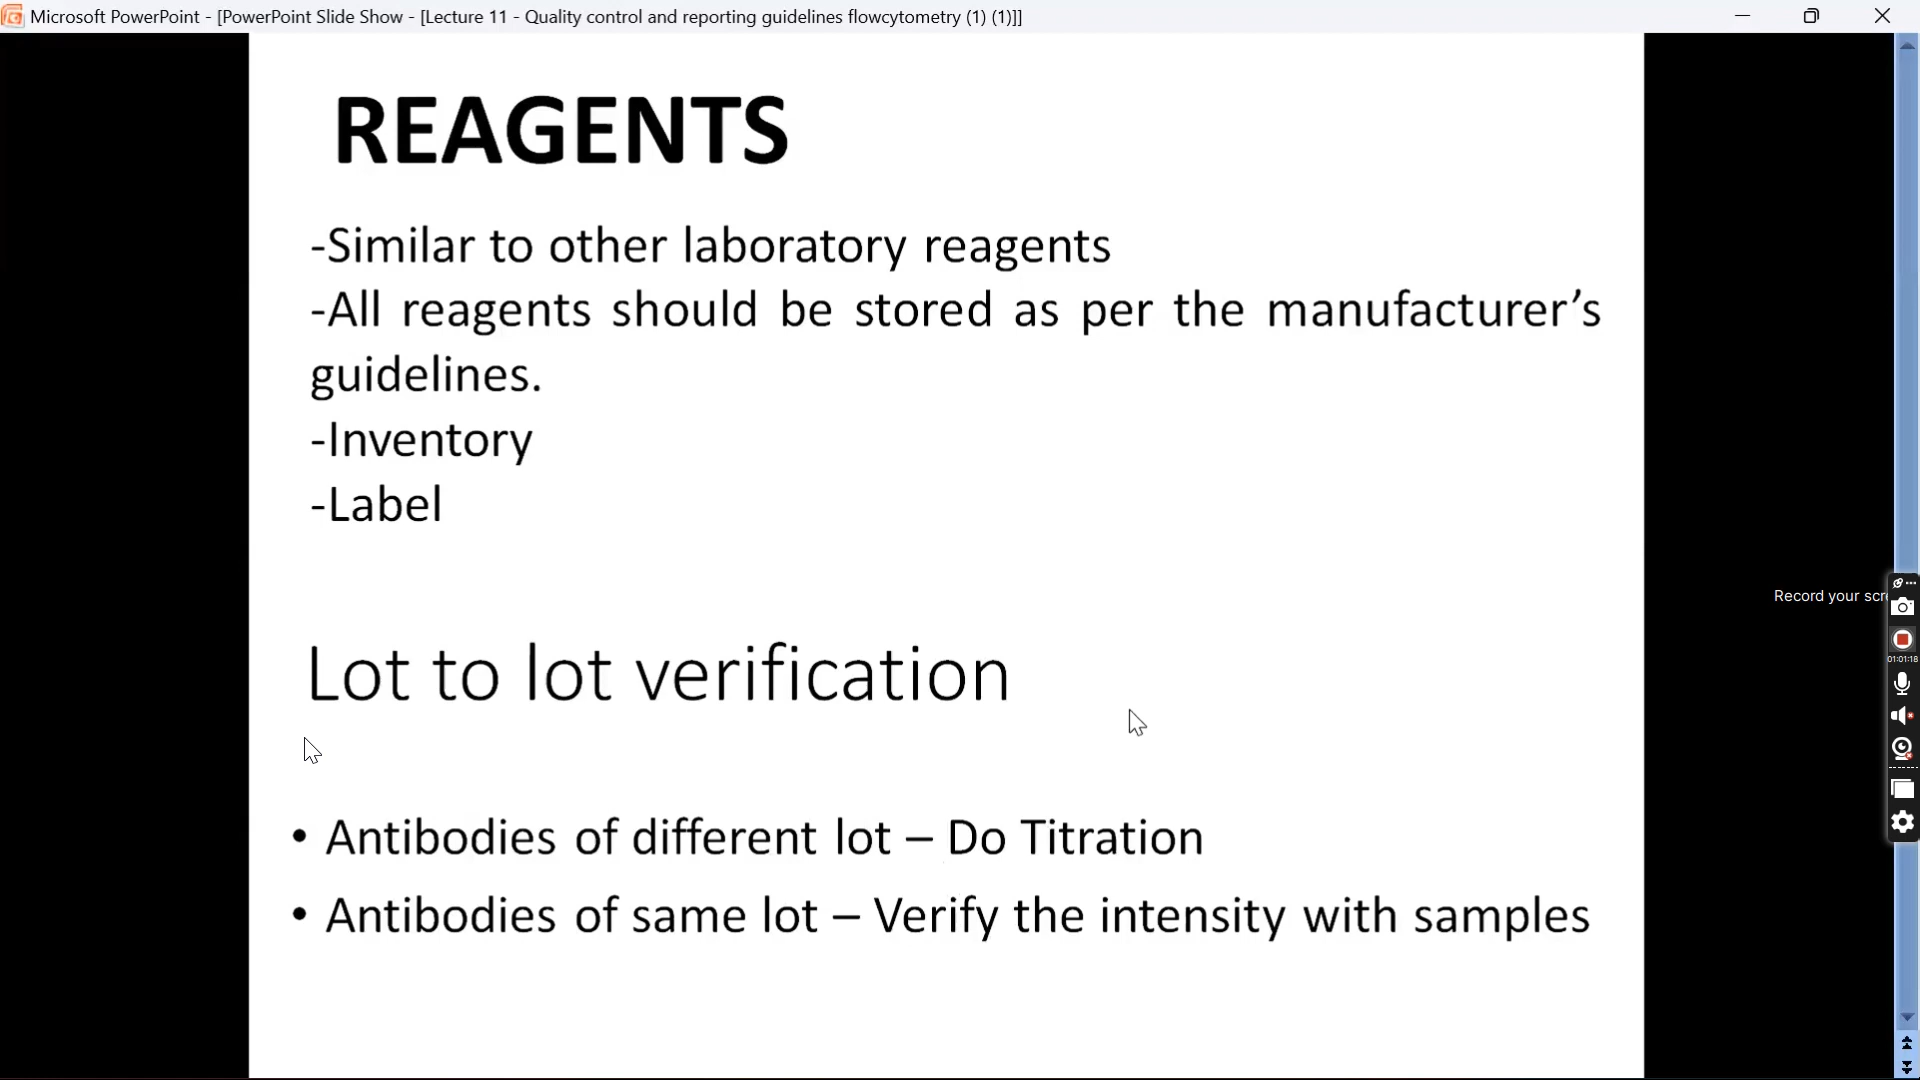 Microsoft PowerPoint - [PowerPoint Slide Show - [Lecture 11 - Quality control and reporting guidelines flowcytometry (1) (1)]]
REAGENTS
-Similar to other laboratory reagents
-All reagents should be stored as per the manufacturer’s
guidelines.
-Inventory
-Label
Record your scre
01:01:18
Lot to lot verification
• Antibodies of different lot – Do Titration
• Antibodies of same lot – Verify the intensity with samples